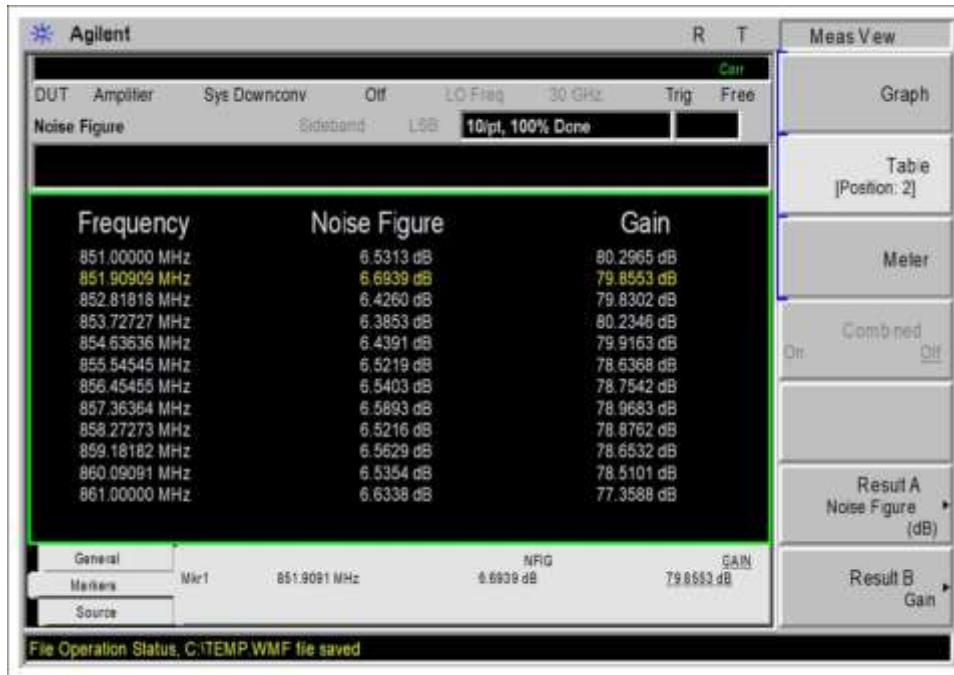 Agilent R T Meas View
Corr
DUT Amplifier Sys Downconv Off LO Freq 30 GHz Trig Free
Noise Figure Sideband LSB 10/pt, 100% Done
Graph
Table
[Position: 2]
Meter
Combined
On Off
Result A
Noise Figure
(dB)
Result B
Gain
Frequency Noise Figure Gain
851.00000 MHz 6.5313 dB 80.2965 dB
851.90909 MHz 6.6939 dB 79.8553 dB
852.81818 MHz 6.4260 dB 79.8302 dB
853.72727 MHz 6.3853 dB 80.2346 dB
854.63636 MHz 6.4391 dB 79.9163 dB
855.54545 MHz 6.5219 dB 78.6368 dB
856.45455 MHz 6.5403 dB 78.7542 dB
857.36364 MHz 6.5893 dB 78.9683 dB
858.27273 MHz 6.5216 dB 78.8762 dB
859.18182 MHz 6.5629 dB 78.6532 dB
860.09091 MHz 6.5354 dB 78.5101 dB
861.00000 MHz 6.6338 dB 77.3588 dB
General
Markers
Source
NFIG GAIN
Mkr1 851.9091 MHz 6.6939 dB 79.8553 dB
File Operation Status, C:\TEMP.WMF file saved